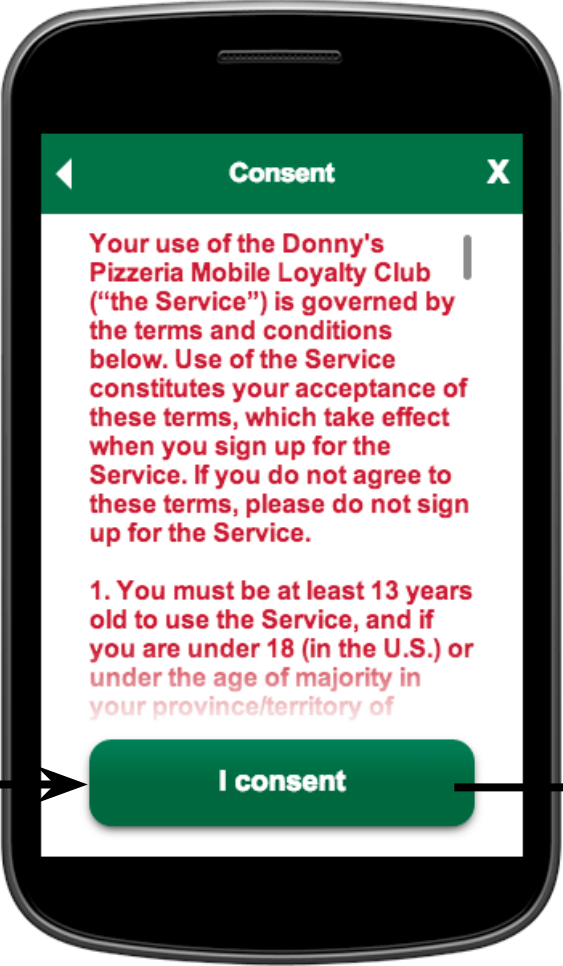 Consent X
Your use of the Donny's
Pizzeria Mobile Loyalty Club
(“the Service”) is governed by
the terms and conditions
below. Use of the Service
constitutes your acceptance of
these terms, which take effect
when you sign up for the
Service. If you do not agree to
these terms, please do not sign
up for the Service.
1. You must be at least 13 years
old to use the Service, and if
you are under 18 (in the U.S.) or
under the age of majority in
your province/territory of
I consent